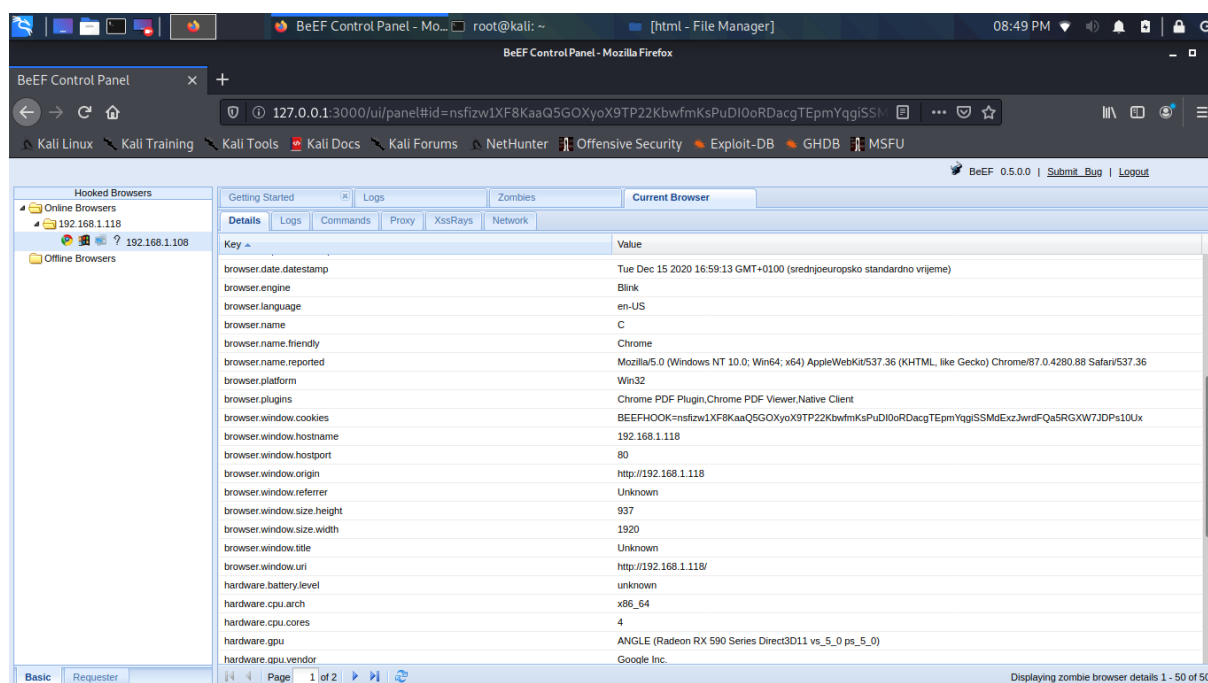 BeEF Control Panel - Mo... root@kali: ~ [html - File Manager] 08:49 PM
BeEF Control Panel - Mozilla Firefox
BeEF Control Panel
127.0.0.1:3000/ui/panel#id=nsfizw1XF8KaaQ5GOXyoX9TP22KbwfmKsPuDI0oRDacgTEpmYqgiSSM
Kali Linux Kali Training Kali Tools Kali Docs Kali Forums NetHunter Offensive Security Exploit-DB GHDB MSFU
BeEF 0.5.0.0 | Submit Bug | Logout
Hooked Browsers
Online Browsers
192.168.1.118
? 192.168.1.108
Offline Browsers
Getting Started Logs Zombies Current Browser
Details Logs Commands Proxy XssRays Network
Key Value
browser.date.datestamp Tue Dec 15 2020 16:59:13 GMT+0100 (srednjoeuropsko standardno vrijeme)
browser.engine Blink
browser.language en-US
browser.name C
browser.name.friendly Chrome
browser.name.reported Mozilla/5.0 (Windows NT 10.0; Win64; x64) AppleWebKit/537.36 (KHTML, like Gecko) Chrome/87.0.4280.88 Safari/537.36
browser.platform Win32
browser.plugins Chrome PDF Plugin,Chrome PDF Viewer,Native Client
browser.window.cookies BEEFHOOK=nsfizw1XF8KaaQ5GOXyoX9TP22KbwfmKsPuDI0oRDacgTEpmYqgiSSMdExzJwrdFQa5RGXW7JDPs10Ux
browser.window.hostname 192.168.1.118
browser.window.hostport 80
browser.window.origin http://192.168.1.118
browser.window.referrer Unknown
browser.window.size.height 937
browser.window.size.width 1920
browser.window.title Unknown
browser.window.uri http://192.168.1.118/
hardware.battery.level unknown
hardware.cpu.arch x86_64
hardware.cpu.cores 4
hardware.gpu ANGLE (Radeon RX 590 Series Direct3D11 vs_5_0 ps_5_0)
hardware.gpu.vendor Google Inc.
Basic Requester Page 1 of 2 Displaying zombie browser details 1 - 50 of 50